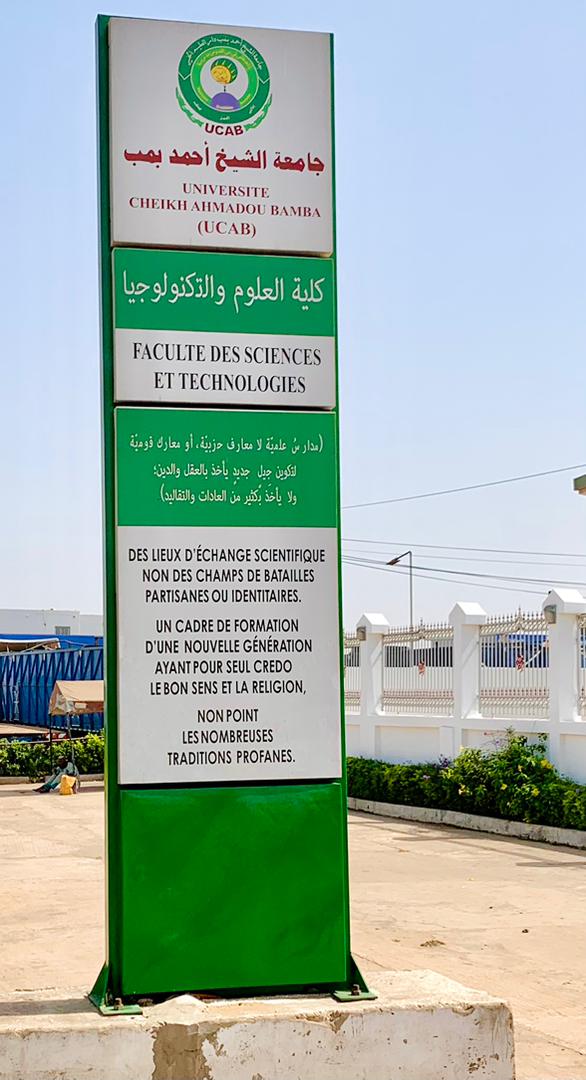 UCAB
جامعة الشيخ أحمد بمب
UNIVERSITE
CHEIKH AHMADOU BAMBA
(UCAB)
كلية العلوم والتكنولوجيا
FACULTE DES SCIENCES
ET TECHNOLOGIES
(مدارسُ علميّة لا معارف حزبيّة، أو معارك قوميّة
لتكوين جيل جديدٍ يأخذ بالعقل والدين؛
ولا يأخَذ بَكثير من العادات والتقاليد)
DES LIEUX D'ÉCHANGE SCIENTIFIQUE
NON DES CHAMPS DE BATAILLES
PARTISANES OU IDENTITAIRES.
UN CADRE DE FORMATION
D'UNE NOUVELLE GÉNÉRATION
AYANT POUR SEUL CREDO
LE BON SENS ET LA RELIGION,
NON POINT
LES NOMBREUSES
TRADITIONS PROFANES.